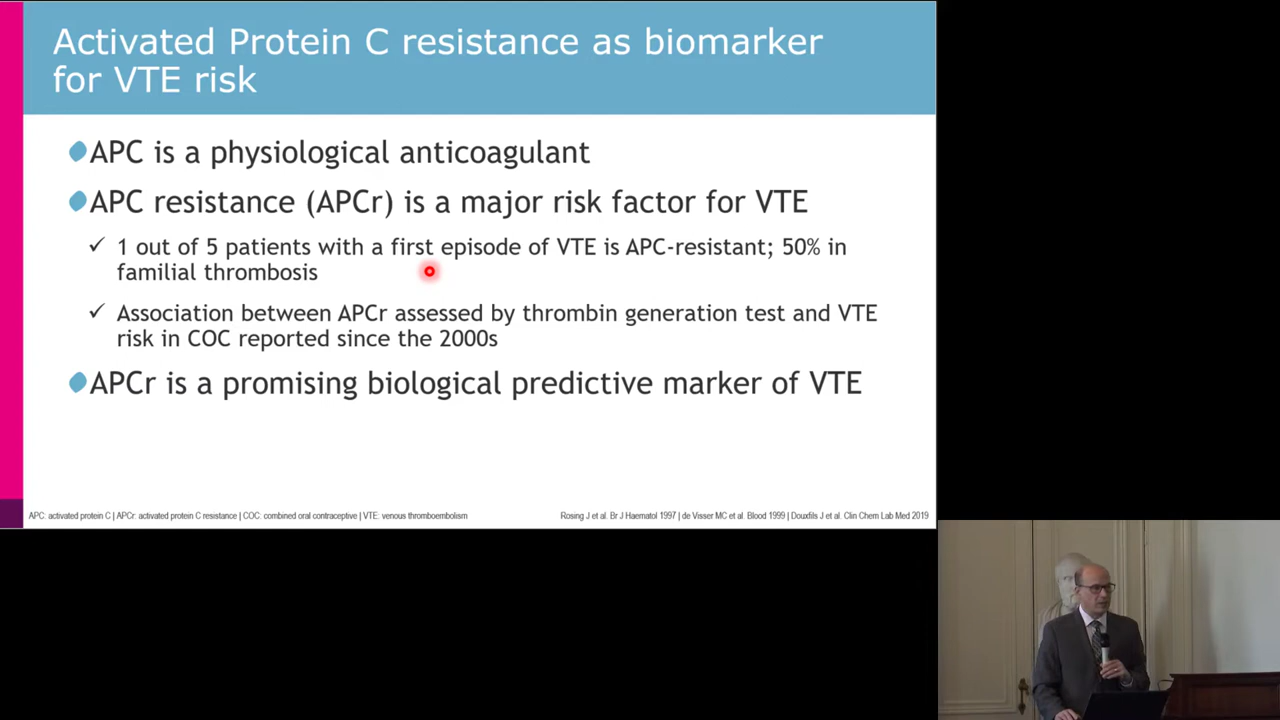 Activated Protein C resistance as biomarker
for VTE risk
APC is a physiological anticoagulant
APC resistance (APCr) is a major risk factor for VTE
✓ 1 out of 5 patients with a first episode of VTE is APC-resistant; 50% in
familial thrombosis
✓ Association between APCr assessed by thrombin generation test and VTE
risk in COC reported since the 2000s
APCr is a promising biological predictive marker of VTE
APC: activated protein C | APCr: activated protein C resistance | COC: combined oral contraceptive | VTE: venous thromboembolism
Rosing J et al. Br J Haematol 1997 | de Visser MC et al. Blood 1999 | Douxfils J et al. Clin Chem Lab Med 2019